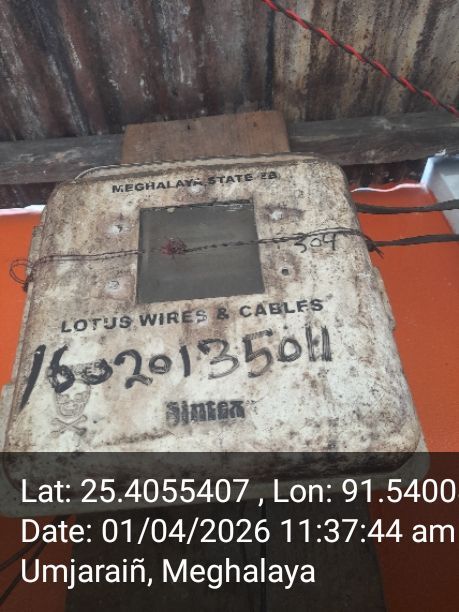 MEGHALAYA STATE EB
304
LOTUS WIRES & CABLES
16020135011
Sintex
Lat: 25.4055407 , Lon: 91.5400
Date: 01/04/2026 11:37:44 am
Umjaraiñ, Meghalaya